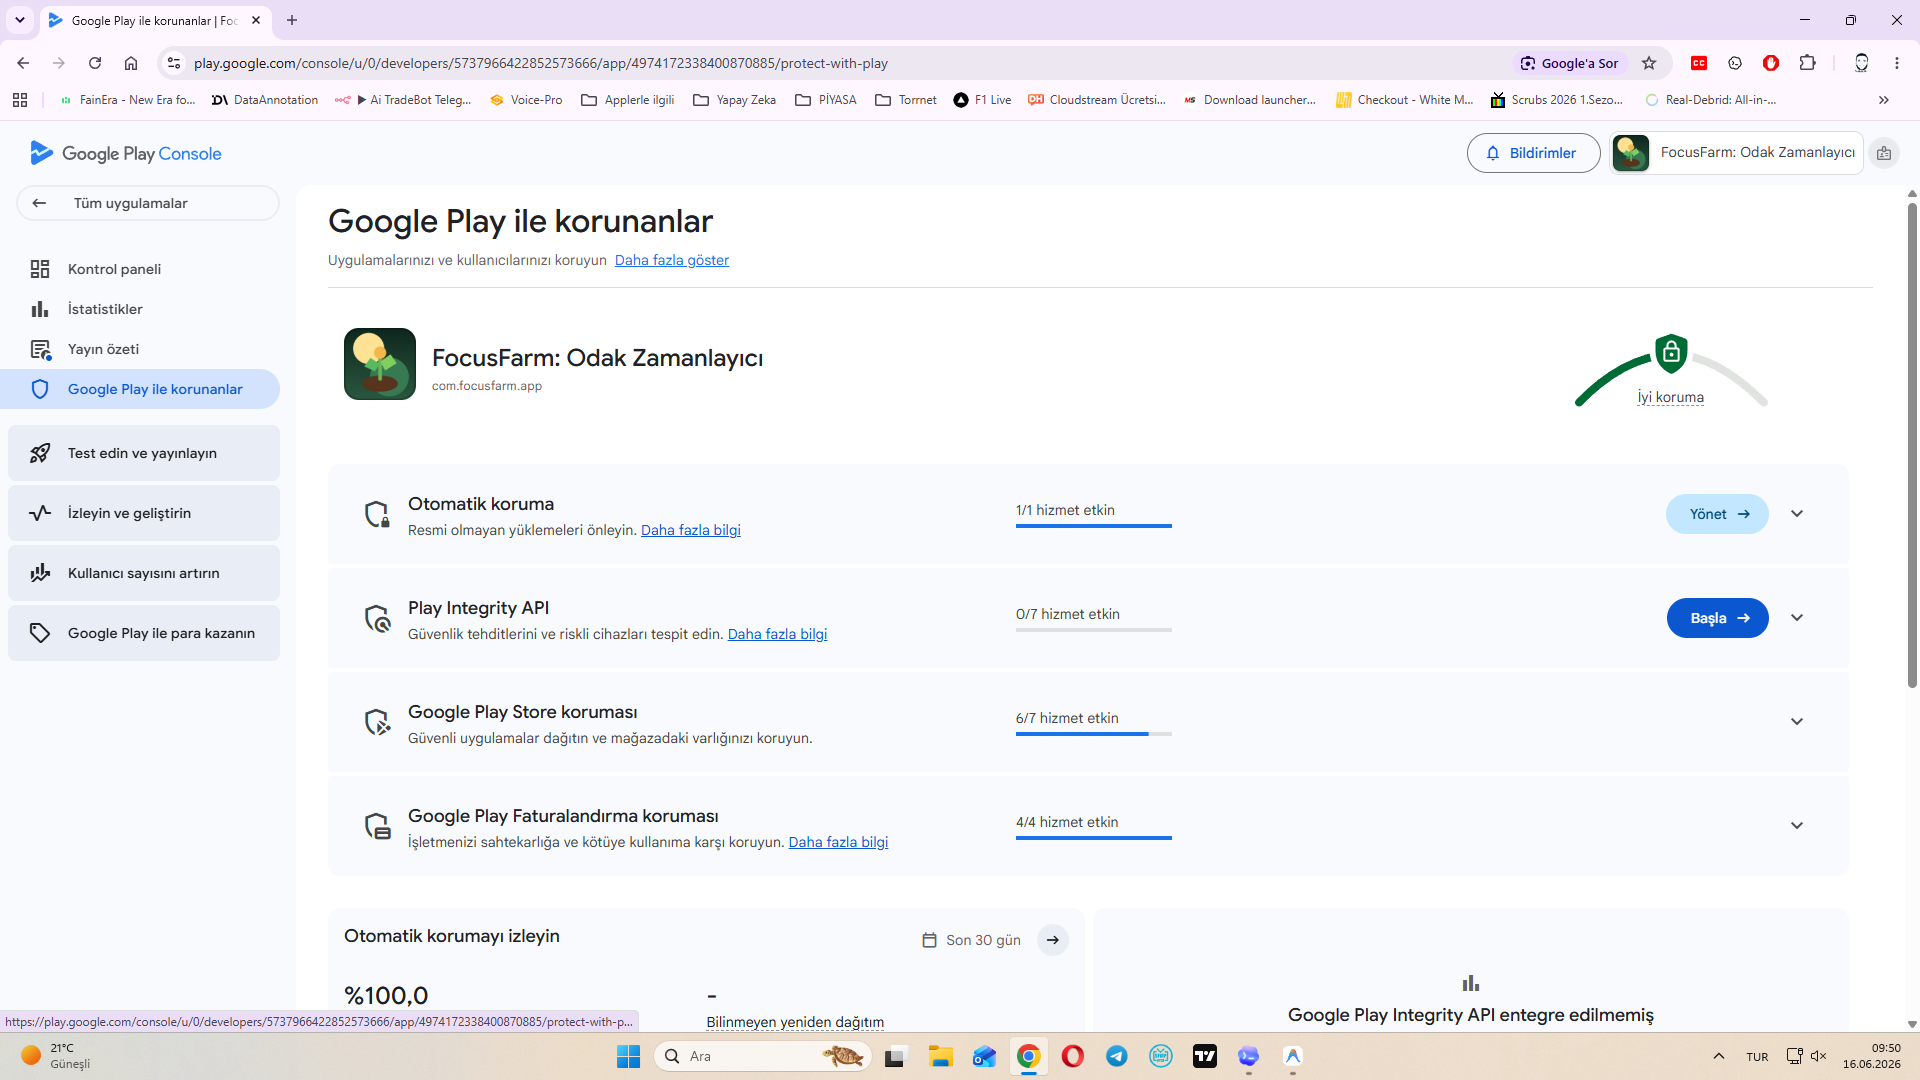 Google Play ile korunanlar | Foc
play.google.com/console/u/0/developers/5737966422852573666/app/4974172338400870885/protect-with-play
Google'a Sor
CC
FainEra - New Era fo...
DataAnnotation
Ai TradeBot Teleg...
Voice-Pro
Applerle ilgili
Yapay Zeka
PİYASA
Torrnet
F1 Live
Cloudstream Ücretsi...
Download launcher...
Checkout - White M...
Scrubs 2026 1.Sezo...
Real-Debrid: All-in-...
Google Play Console
Bildirimler
FocusFarm: Odak Zamanlayıcı
Tüm uygulamalar
Kontrol paneli
İstatistikler
Yayın özeti
Google Play ile korunanlar
Test edin ve yayınlayın
İzleyin ve geliştirin
Kullanıcı sayısını artırın
Google Play ile para kazanın
Google Play ile korunanlar
Uygulamalarınızı ve kullanıcılarınızı koruyun Daha fazla göster
FocusFarm: Odak Zamanlayıcı
com.focusfarm.app
İyi koruma
Otomatik koruma
Resmi olmayan yüklemeleri önleyin. Daha fazla bilgi
1/1 hizmet etkin
Yönet
Play Integrity API
Güvenlik tehditlerini ve riskli cihazları tespit edin. Daha fazla bilgi
0/7 hizmet etkin
Başla
Google Play Store koruması
Güvenli uygulamalar dağıtın ve mağazadaki varlığınızı koruyun.
6/7 hizmet etkin
Google Play Faturalandırma koruması
İşletmenizi sahtekarlığa ve kötüye kullanıma karşı koruyun. Daha fazla bilgi
4/4 hizmet etkin
Otomatik korumayı izleyin
Son 30 gün
%100,0
-
Bilinmeyen yeniden dağıtım
Google Play Integrity API entegre edilmemiş
https://play.google.com/console/u/0/developers/5737966422852573666/app/4974172338400870885/protect-with-p...
21°C
Güneşli
Ara
TUR
09:50
16.06.2026